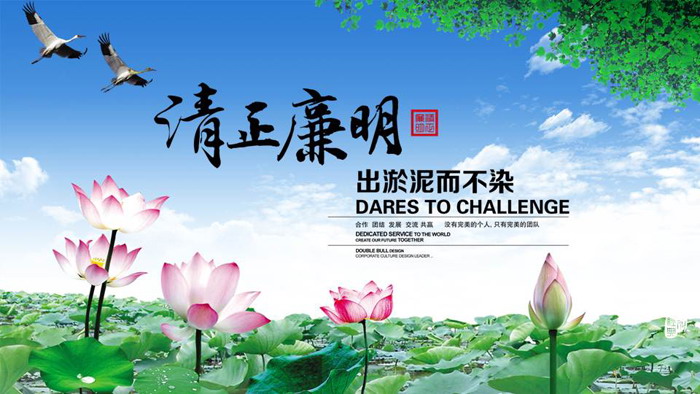 清正廉明
出淤泥而不染
DARES TO CHALLENGE
合作 团结 发展 交流 共赢 没有完美的个人,只有完美的团队
DEDICATED SERVICE TO THE WORLD
CREATE OUR FUTURE TOGETHER
DOUBLE BULL DESIGN
CORPORATE CULTURE DESIGN LEADER...